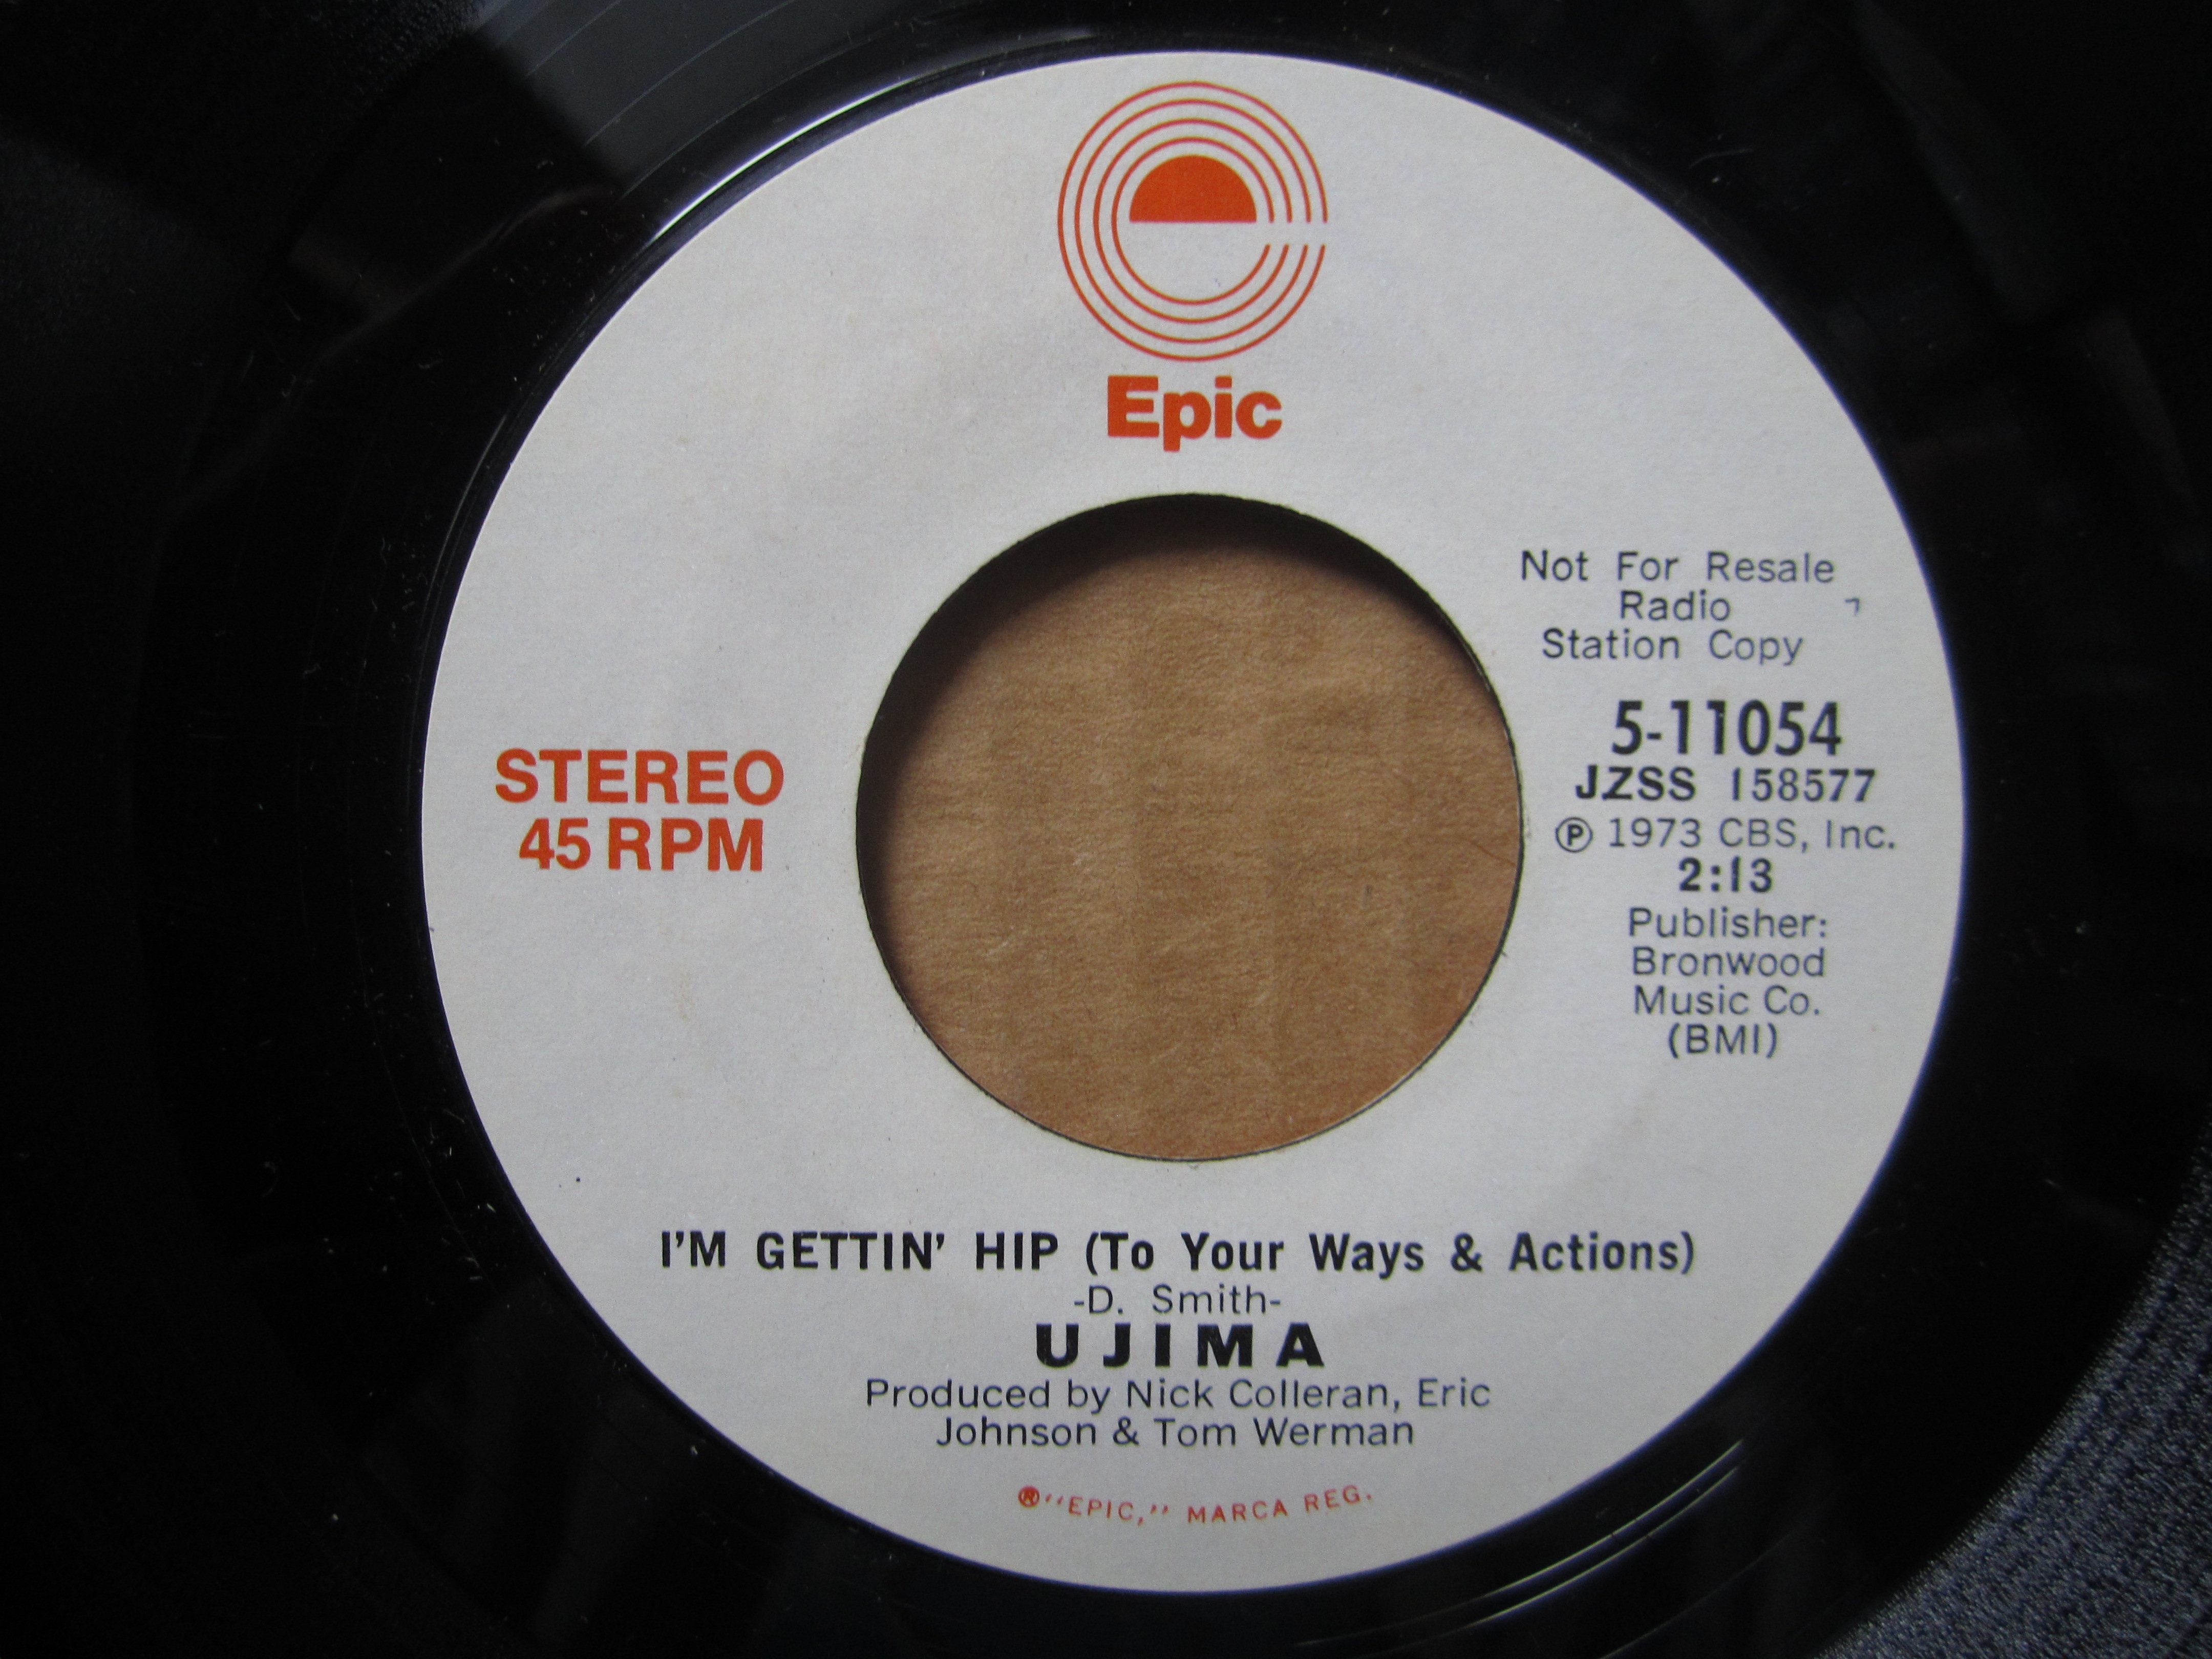 Epic
Not For Resale
Radio
Station Copy
5-11054
JZSS 158577
℗ 1973 CBS, Inc.
2:13
Publisher:
Bronwood
Music Co.
(BMI)
STEREO
45 RPM
I'M GETTIN' HIP (To Your Ways & Actions)
-D. Smith-
UJIMA
Produced by Nick Colleran, Eric
Johnson & Tom Werman
®"EPIC," MARCA REG.